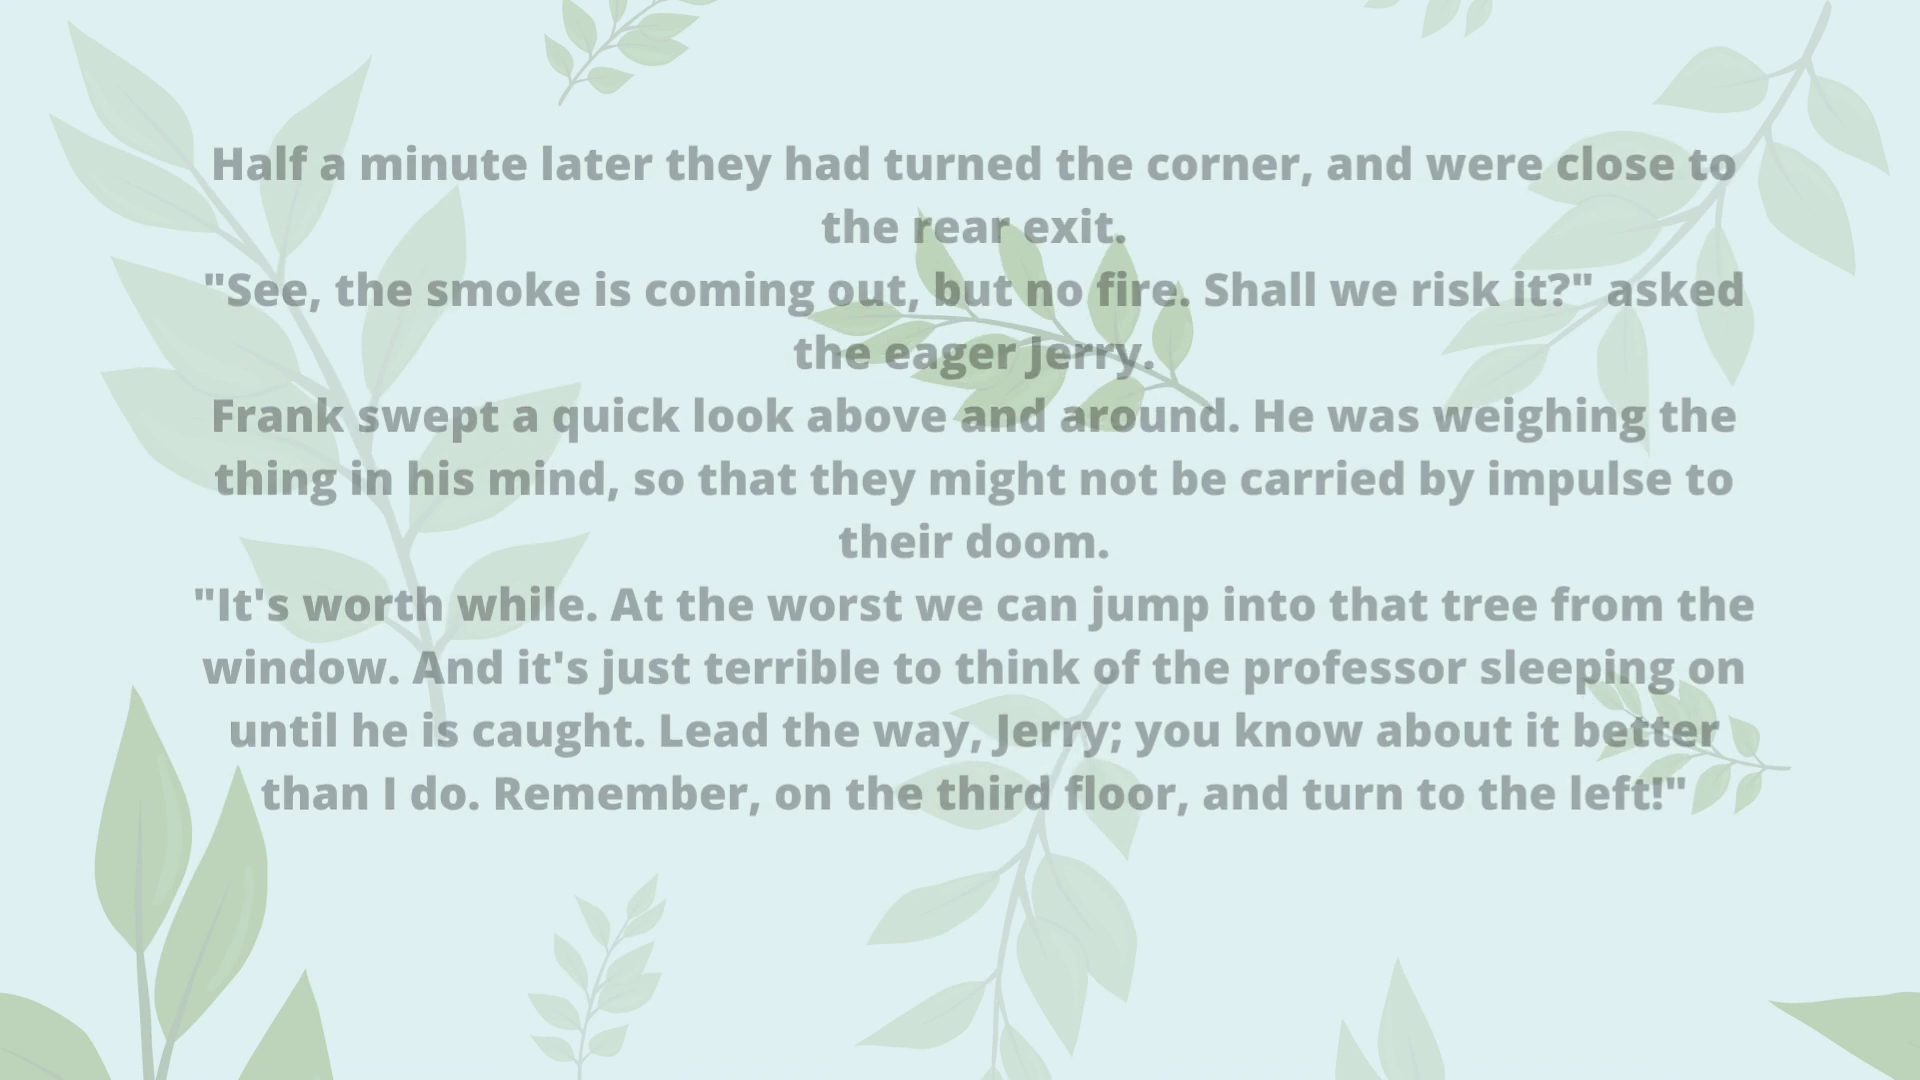 Half a minute later they had turned the corner, and were close to
the rear exit.
"See, the smoke is coming out, but no fire. Shall we risk it?" asked
the eager Jerry.
Frank swept a quick look above and around. He was weighing the
thing in his mind, so that they might not be carried by impulse to
their doom.
"It's worth while. At the worst we can jump into that tree from the
window. And it's just terrible to think of the professor sleeping on
until he is caught. Lead the way, Jerry; you know about it better
than I do. Remember, on the third floor, and turn to the left!"